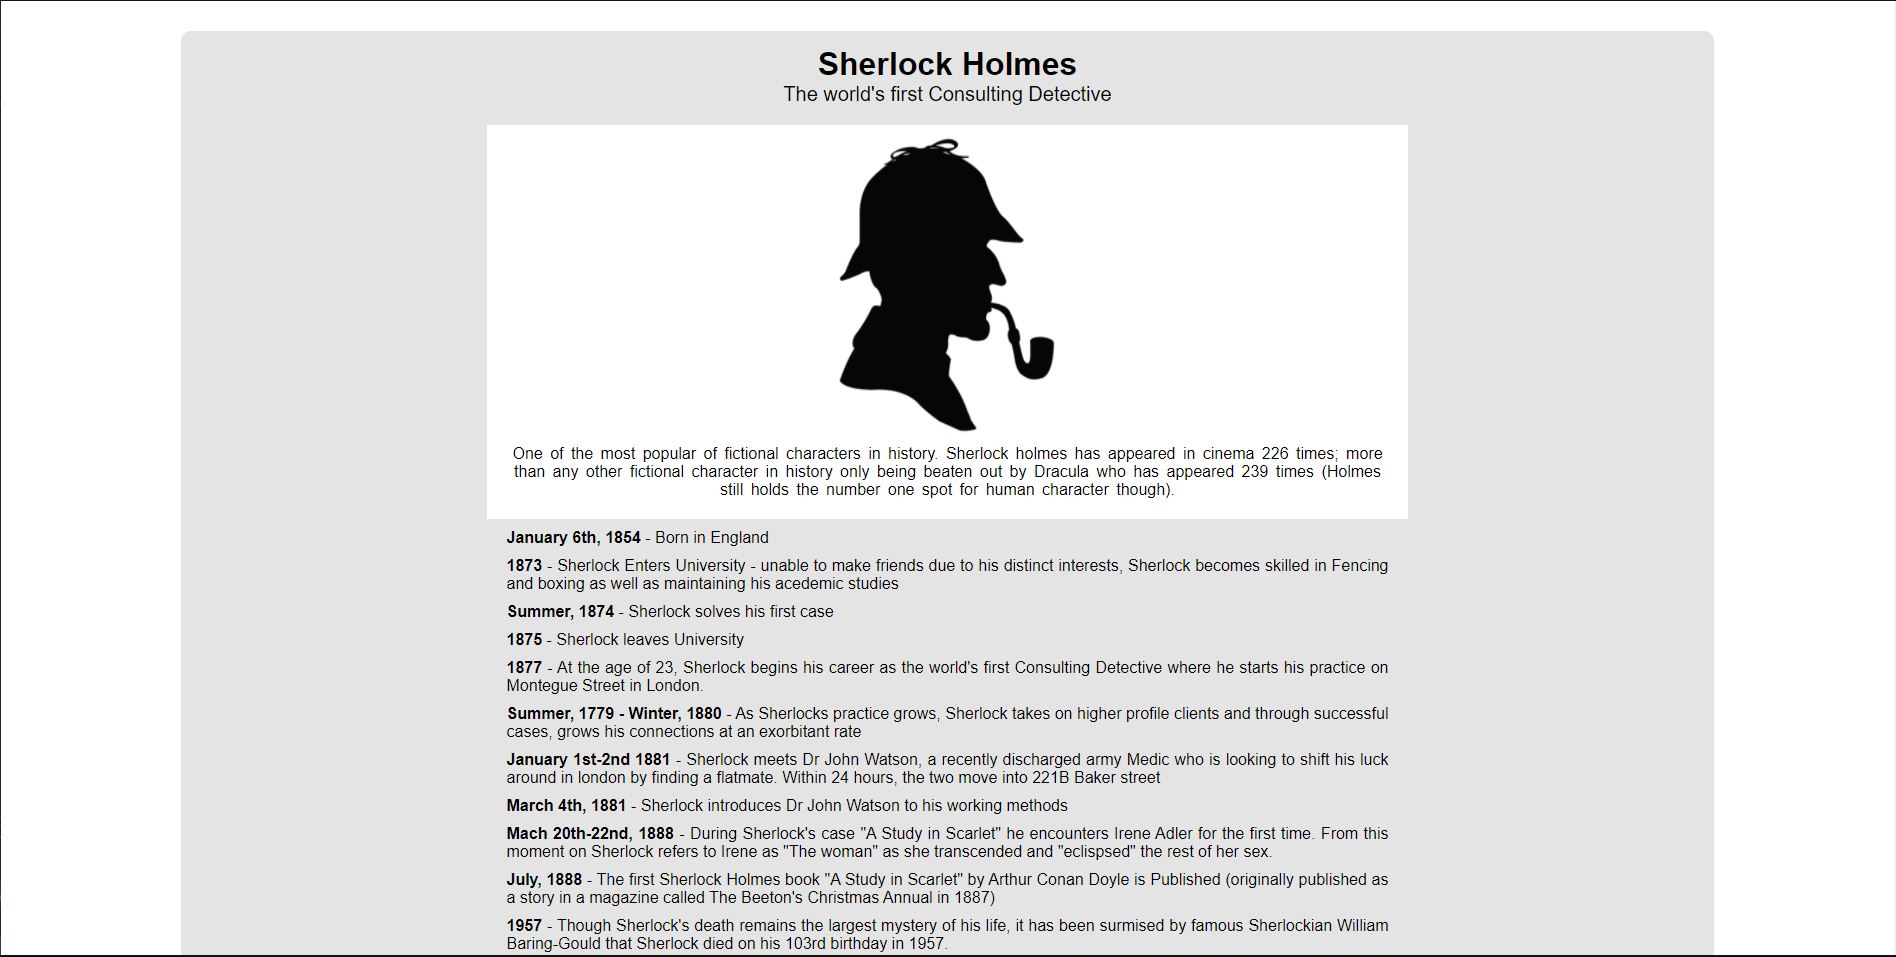 Sherlock Holmes
The world's first Consulting Detective
One of the most popular of fictional characters in history. Sherlock holmes has appeared in cinema 226 times; more
than any other fictional character in history only being beaten out by Dracula who has appeared 239 times (Holmes
still holds the number one spot for human character though).
January 6th, 1854 - Born in England
1873 - Sherlock Enters University - unable to make friends due to his distinct interests, Sherlock becomes skilled in Fencing
and boxing as well as maintaining his acedemic studies
Summer, 1874 - Sherlock solves his first case
1875 - Sherlock leaves University
1877 - At the age of 23, Sherlock begins his career as the world's first Consulting Detective where he starts his practice on
Montegue Street in London.
Summer, 1779 - Winter, 1880 - As Sherlocks practice grows, Sherlock takes on higher profile clients and through successful
cases, grows his connections at an exorbitant rate
January 1st-2nd 1881 - Sherlock meets Dr John Watson, a recently discharged army Medic who is looking to shift his luck
around in london by finding a flatmate. Within 24 hours, the two move into 221B Baker street
March 4th, 1881 - Sherlock introduces Dr John Watson to his working methods
Mach 20th-22nd, 1888 - During Sherlock's case "A Study in Scarlet" he encounters Irene Adler for the first time. From this
moment on Sherlock refers to Irene as "The woman" as she transcended and "eclispsed" the rest of her sex.
July, 1888 - The first Sherlock Holmes book "A Study in Scarlet" by Arthur Conan Doyle is Published (originally published as
a story in a magazine called The Beeton's Christmas Annual in 1887)
1957 - Though Sherlock's death remains the largest mystery of his life, it has been surmised by famous Sherlockian William
Baring-Gould that Sherlock died on his 103rd birthday in 1957.